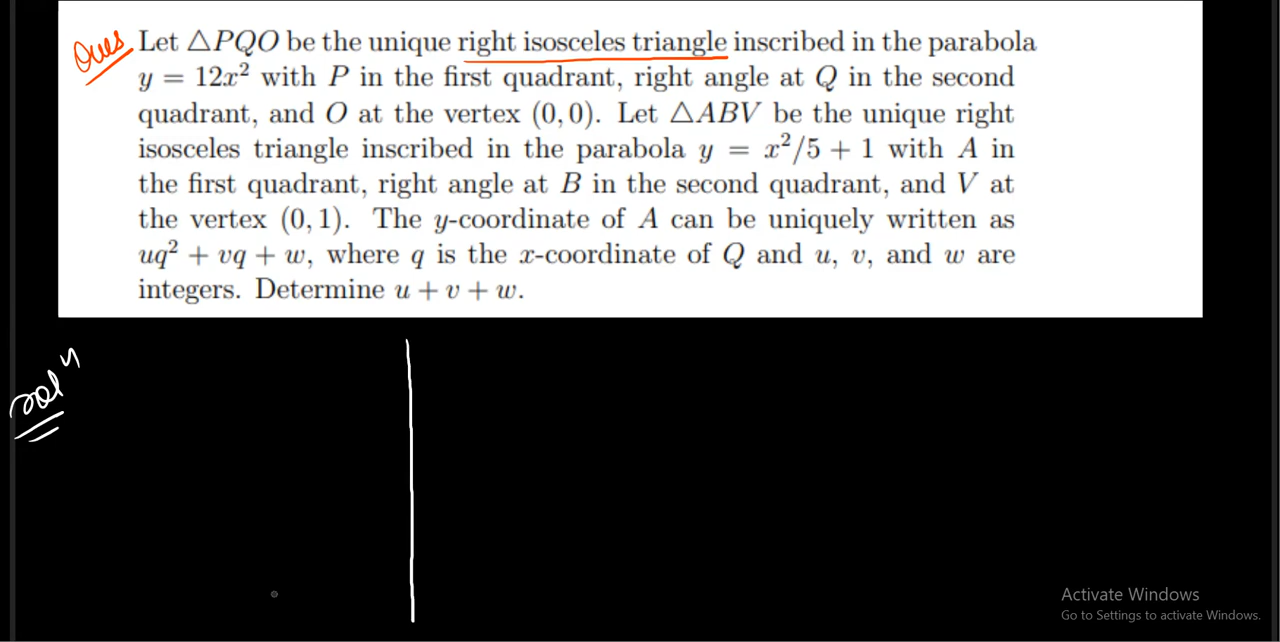 Ques Let △PQO be the unique right isosceles triangle inscribed in the parabola
y = 12x² with P in the first quadrant, right angle at Q in the second
quadrant, and O at the vertex (0, 0). Let △ABV be the unique right
isosceles triangle inscribed in the parabola y = x²/5 + 1 with A in
the first quadrant, right angle at B in the second quadrant, and V at
the vertex (0, 1). The y-coordinate of A can be uniquely written as
uq² + vq + w, where q is the x-coordinate of Q and u, v, and w are
integers. Determine u + v + w.
Solⁿ
Activate Windows
Go to Settings to activate Windows.